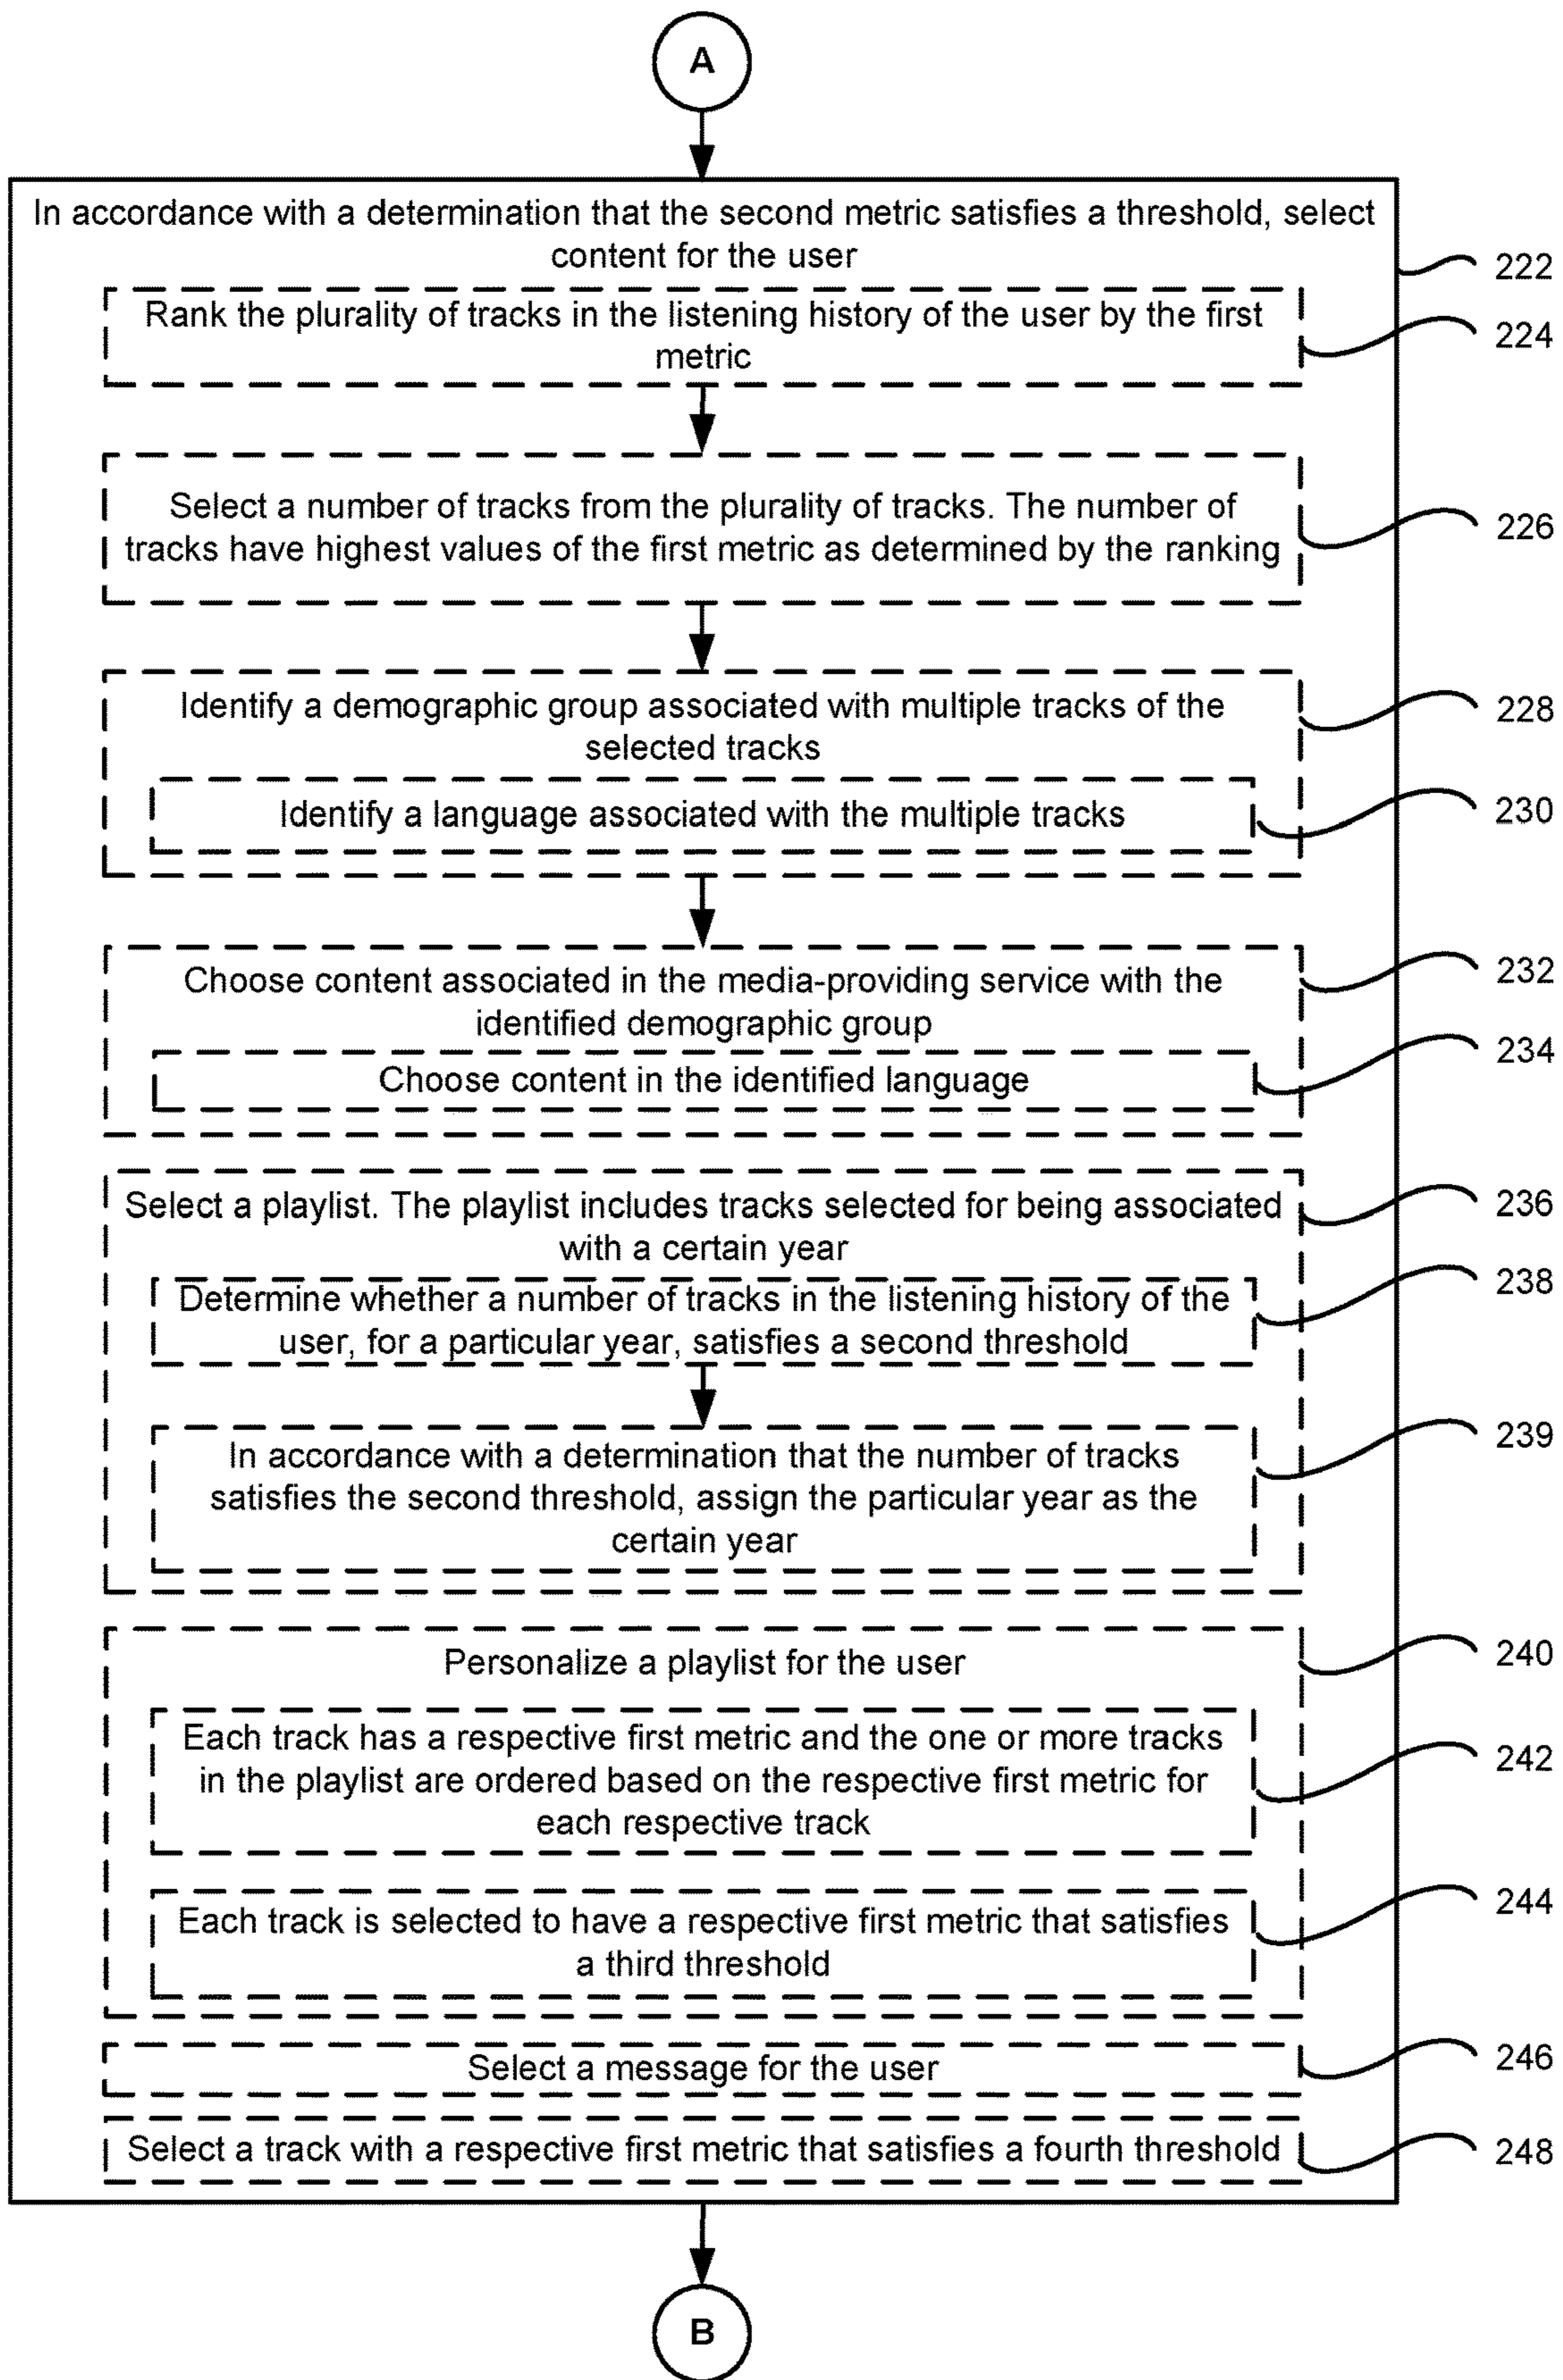 A
In accordance with a determination that the second metric satisfies a threshold, select
content for the user
222
Rank the plurality of tracks in the listening history of the user by the first
metric
224
Select a number of tracks from the plurality of tracks. The number of
tracks have highest values of the first metric as determined by the ranking
226
Identify a demographic group associated with multiple tracks of the
selected tracks
228
Identify a language associated with the multiple tracks
230
Choose content associated in the media-providing service with the
identified demographic group
232
Choose content in the identified language
234
Select a playlist. The playlist includes tracks selected for being associated
with a certain year
236
Determine whether a number of tracks in the listening history of the
user, for a particular year, satisfies a second threshold
238
In accordance with a determination that the number of tracks
satisfies the second threshold, assign the particular year as the
certain year
239
Personalize a playlist for the user
240
Each track has a respective first metric and the one or more tracks
in the playlist are ordered based on the respective first metric for
each respective track
242
Each track is selected to have a respective first metric that satisfies
a third threshold
244
Select a message for the user
246
Select a track with a respective first metric that satisfies a fourth threshold
248
B